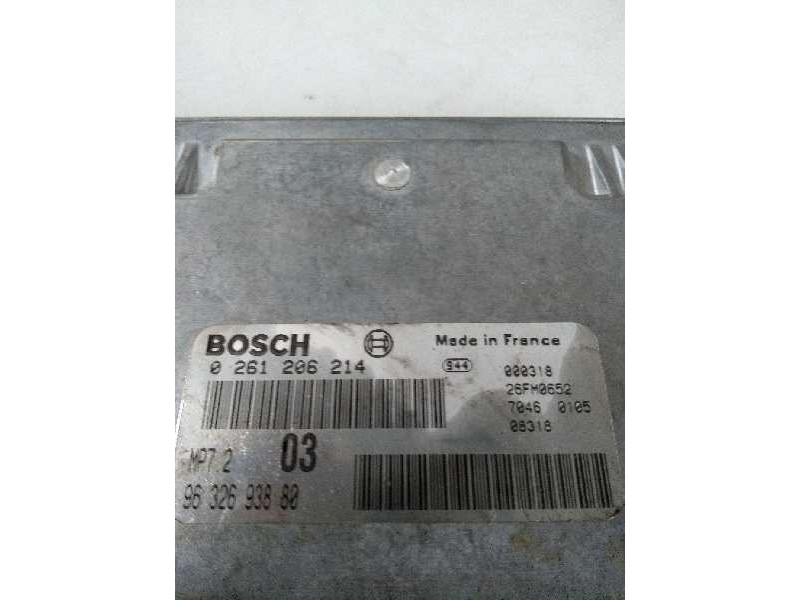 BOSCH Made in France
0 261 206 214 944 000318
26FM0652
7046 0105
08318
MP7.2 03
96 326 938 80